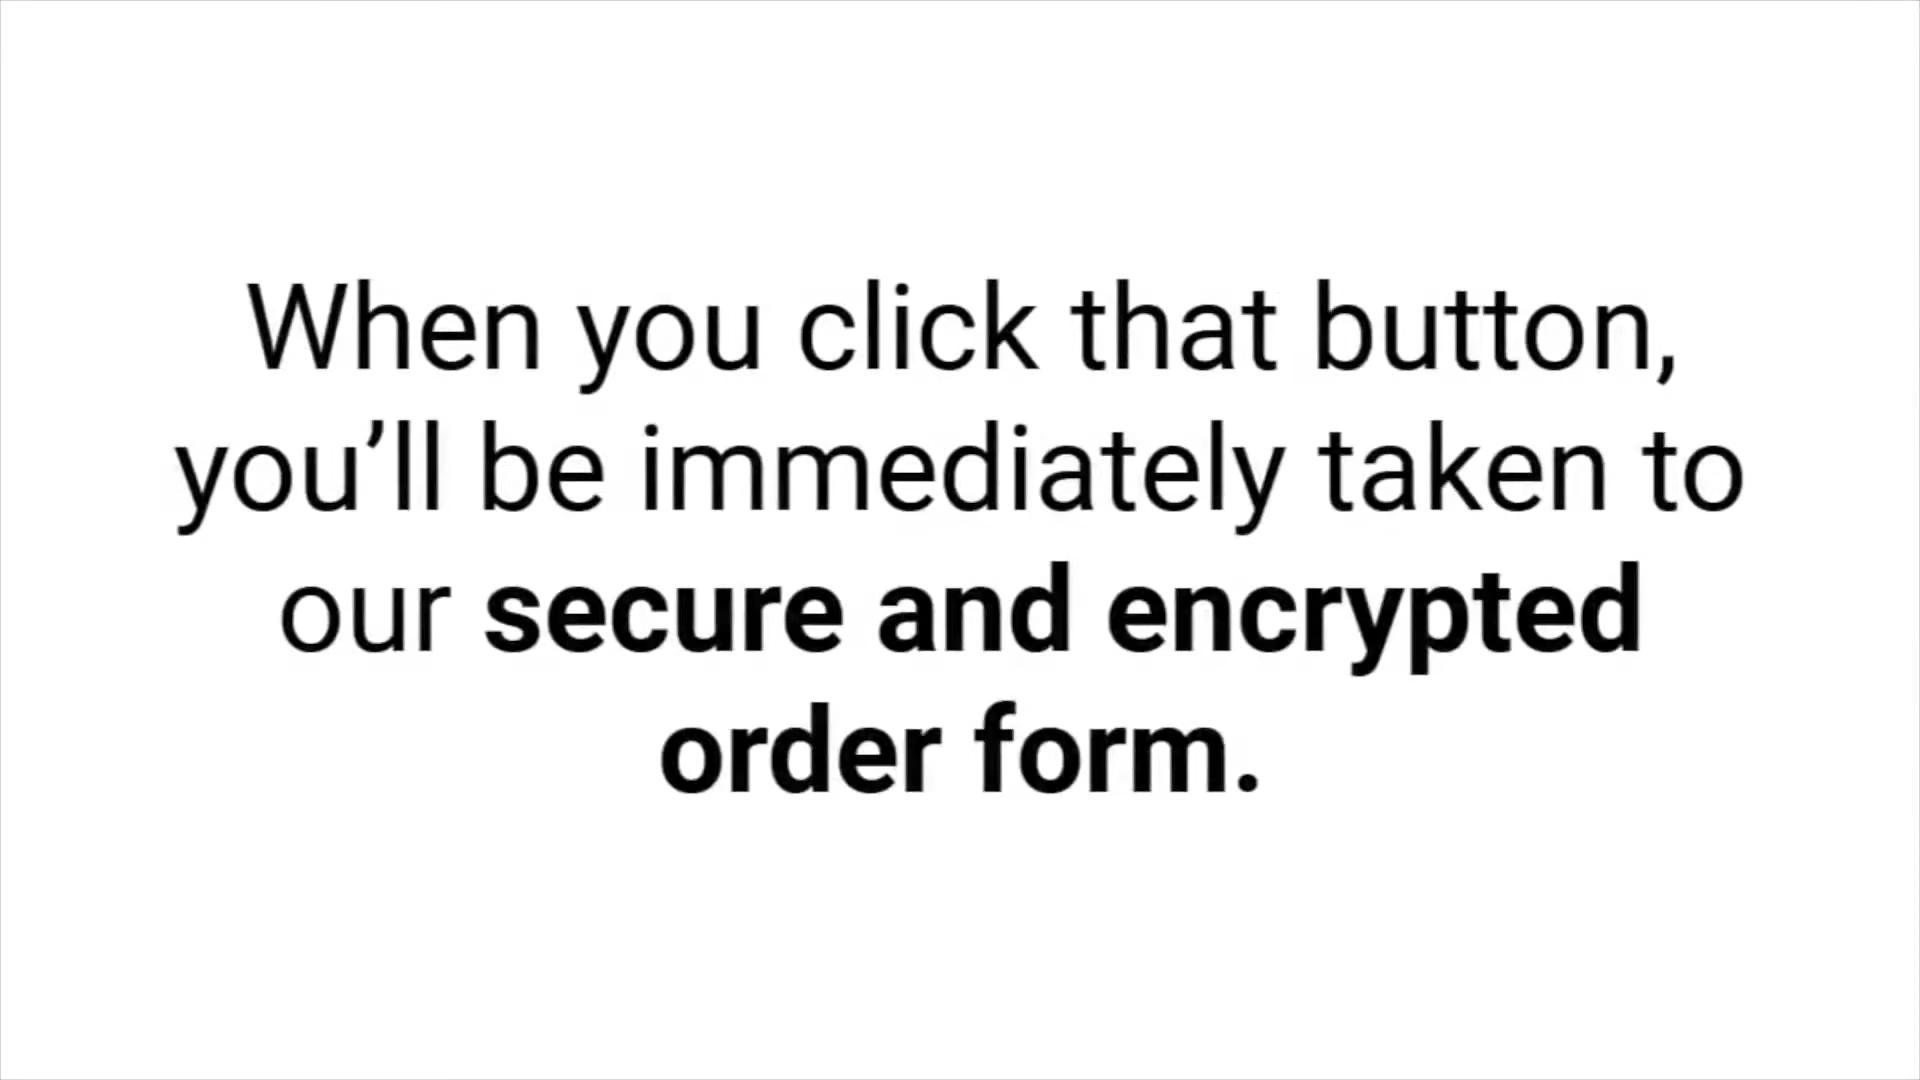 When you click that button,
you’ll be immediately taken to
our secure and encrypted
order form.